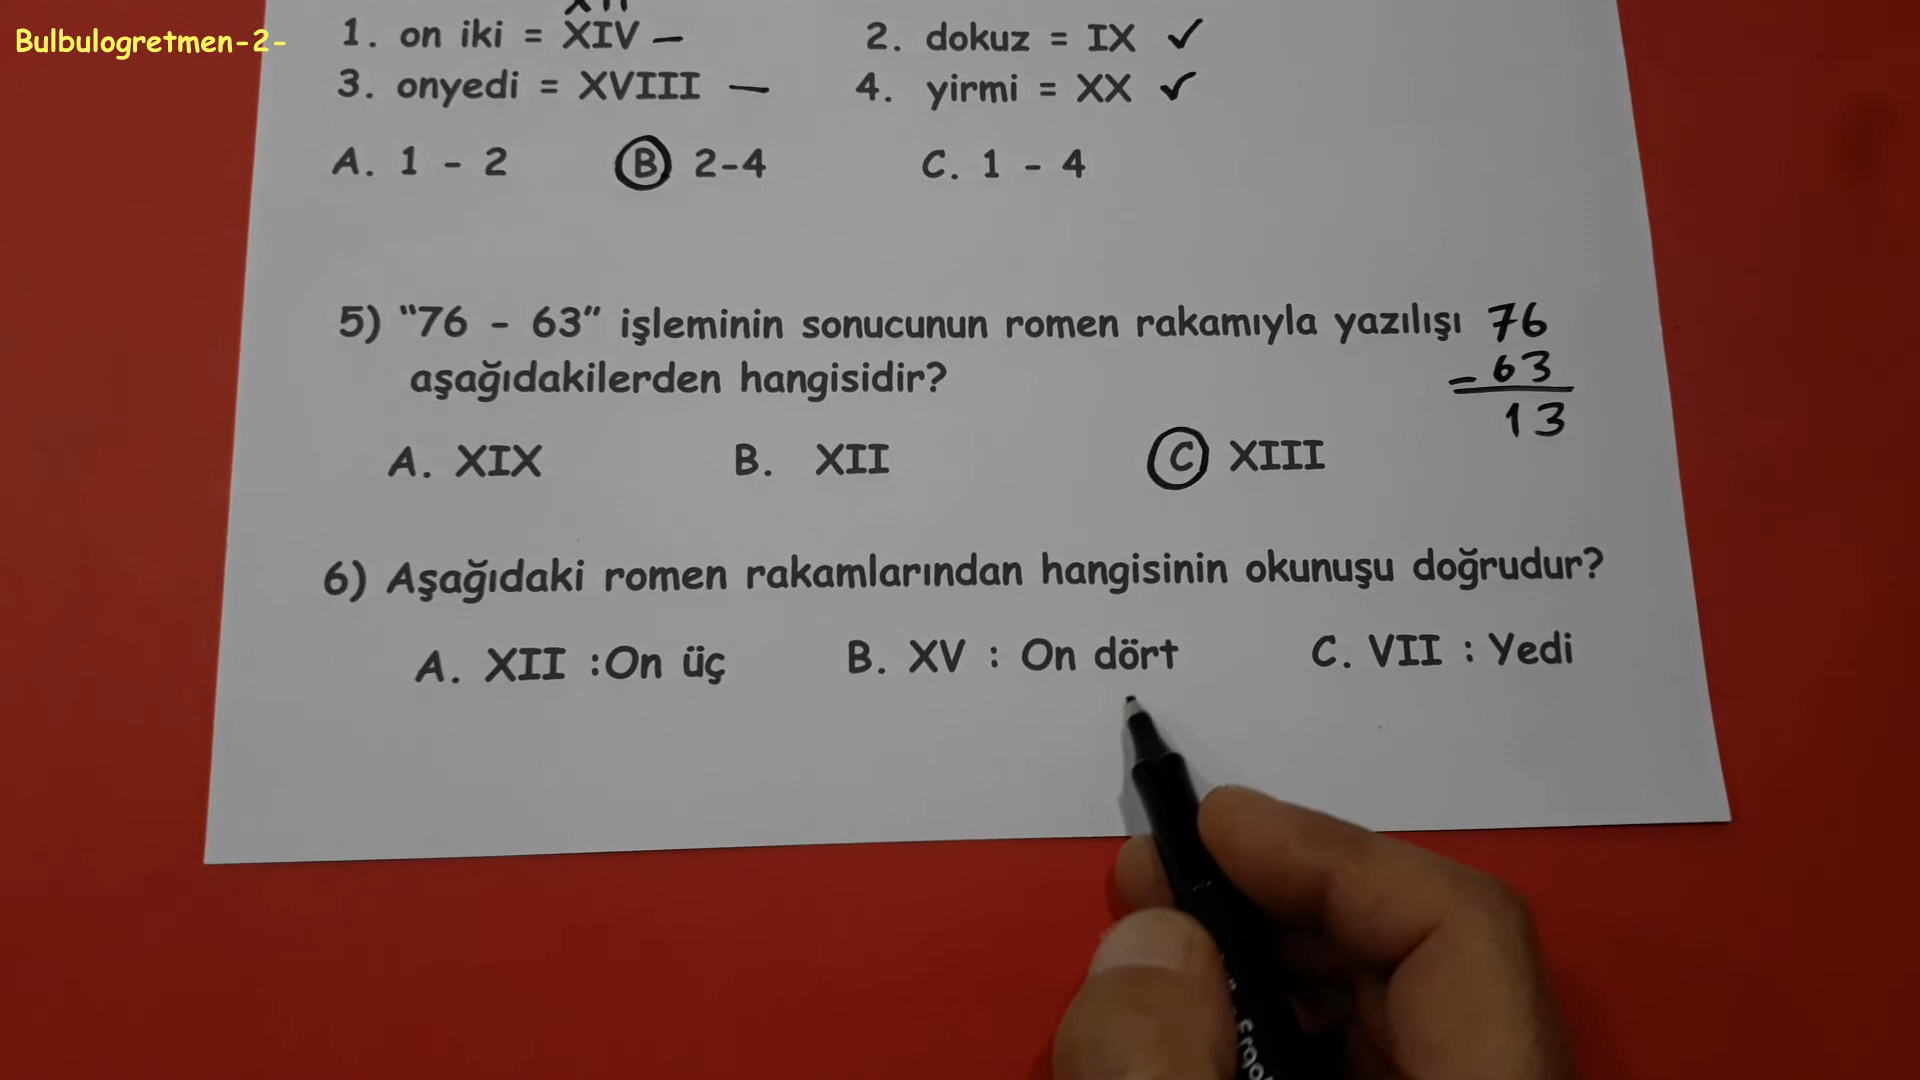 Bulbulogretmen-2-
1. on iki = XIV — 2. dokuz = IX ✓
3. onyedi = XVIII — 4. yirmi = XX ✓
A. 1 - 2 B 2-4 C. 1 - 4
5) "76 - 63" işleminin sonucunun romen rakamıyla yazılışı
aşağıdakilerden hangisidir?
76
- 63
13
A. XIX B. XII C XIII
6) Aşağıdaki romen rakamlarından hangisinin okunuşu doğrudur?
A. XII :On üç B. XV : On dört C. VII : Yedi